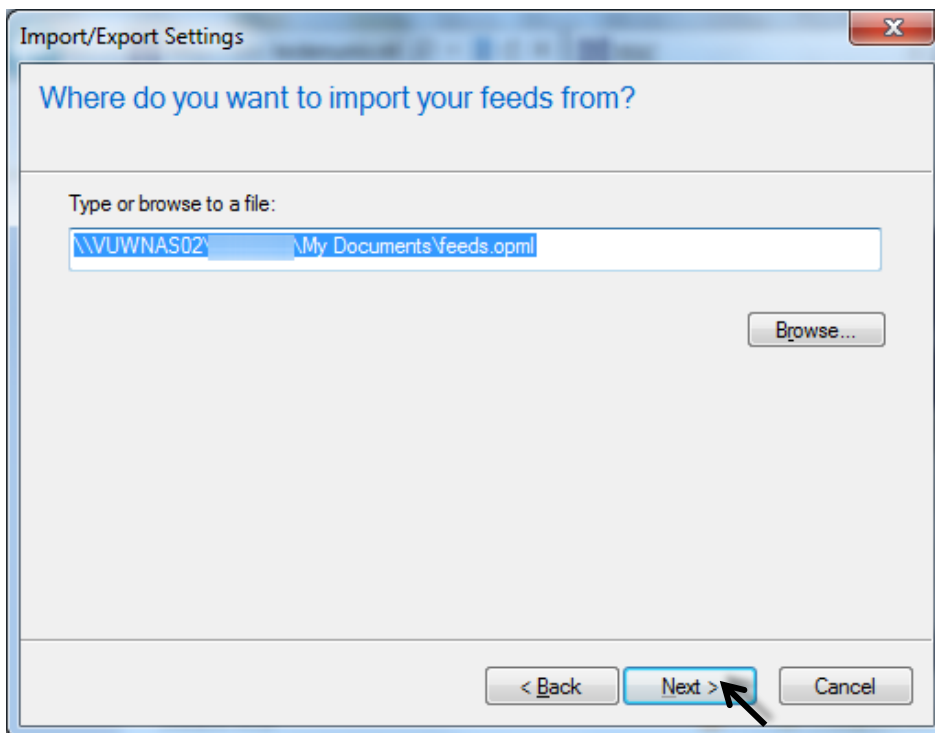 Import/Export Settings
Where do you want to import your feeds from?
Type or browse to a file:
\\VUWNAS02\ \My Documents\feeds.opml
Browse...
< Back Next > Cancel